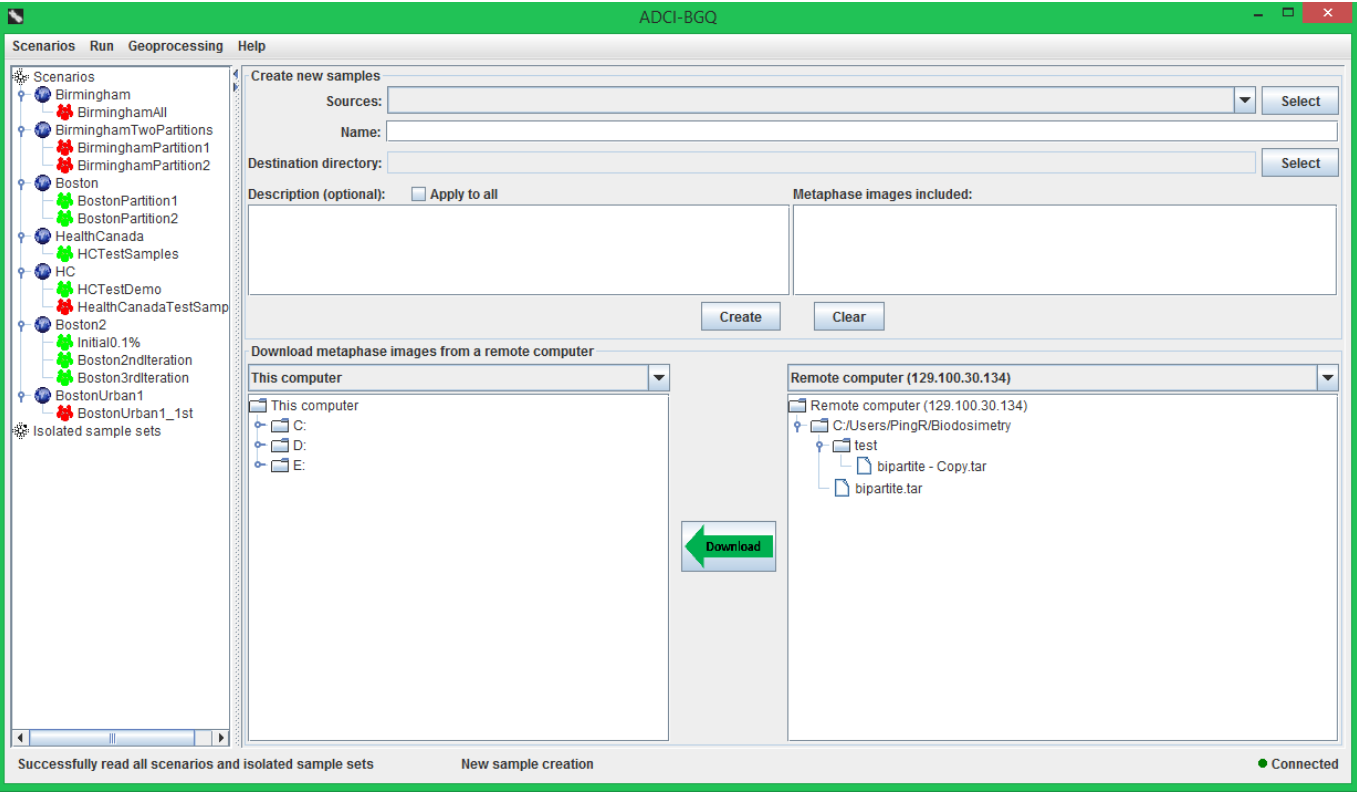 ADCI-BGQ
Scenarios Run Geoprocessing Help
Scenarios
Birmingham
BirminghamAll
BirminghamTwoPartitions
BirminghamPartition1
BirminghamPartition2
Boston
BostonPartition1
BostonPartition2
HealthCanada
HCTestSamples
HC
HCTestDemo
HealthCanadaTestSamp
Boston2
Initial0.1%
Boston2ndIteration
Boston3rdIteration
BostonUrban1
BostonUrban1_1st
Isolated sample sets
Create new samples
Sources: Select
Name:
Destination directory: Select
Description (optional): Apply to all Metaphase images included:
Create Clear
Download metaphase images from a remote computer
This computer
This computer
C:
D:
E:
Download
Remote computer (129.100.30.134)
Remote computer (129.100.30.134)
C:/Users/PingR/Biodosimetry
test
bipartite - Copy.tar
bipartite.tar
Successfully read all scenarios and isolated sample sets New sample creation Connected